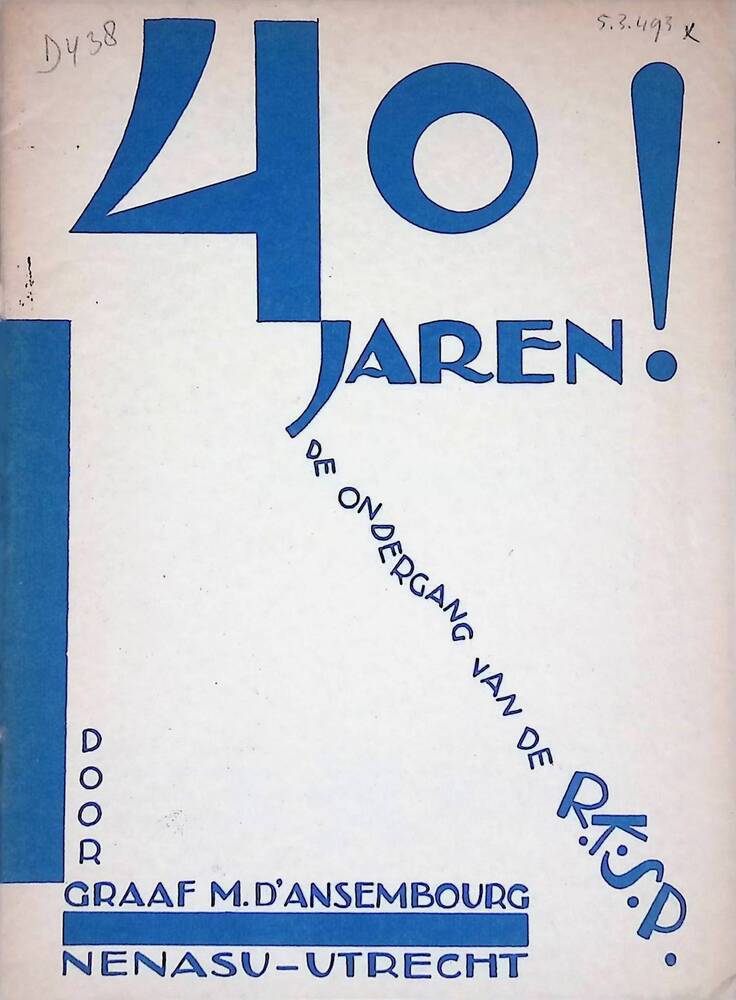 D438
5.3.493 x
40
JAREN!
DE ONDERGANG VAN DE
R.K.S.P.
DOOR
GRAAF M. D'ANSEMBOURG
NENASU-UTRECHT